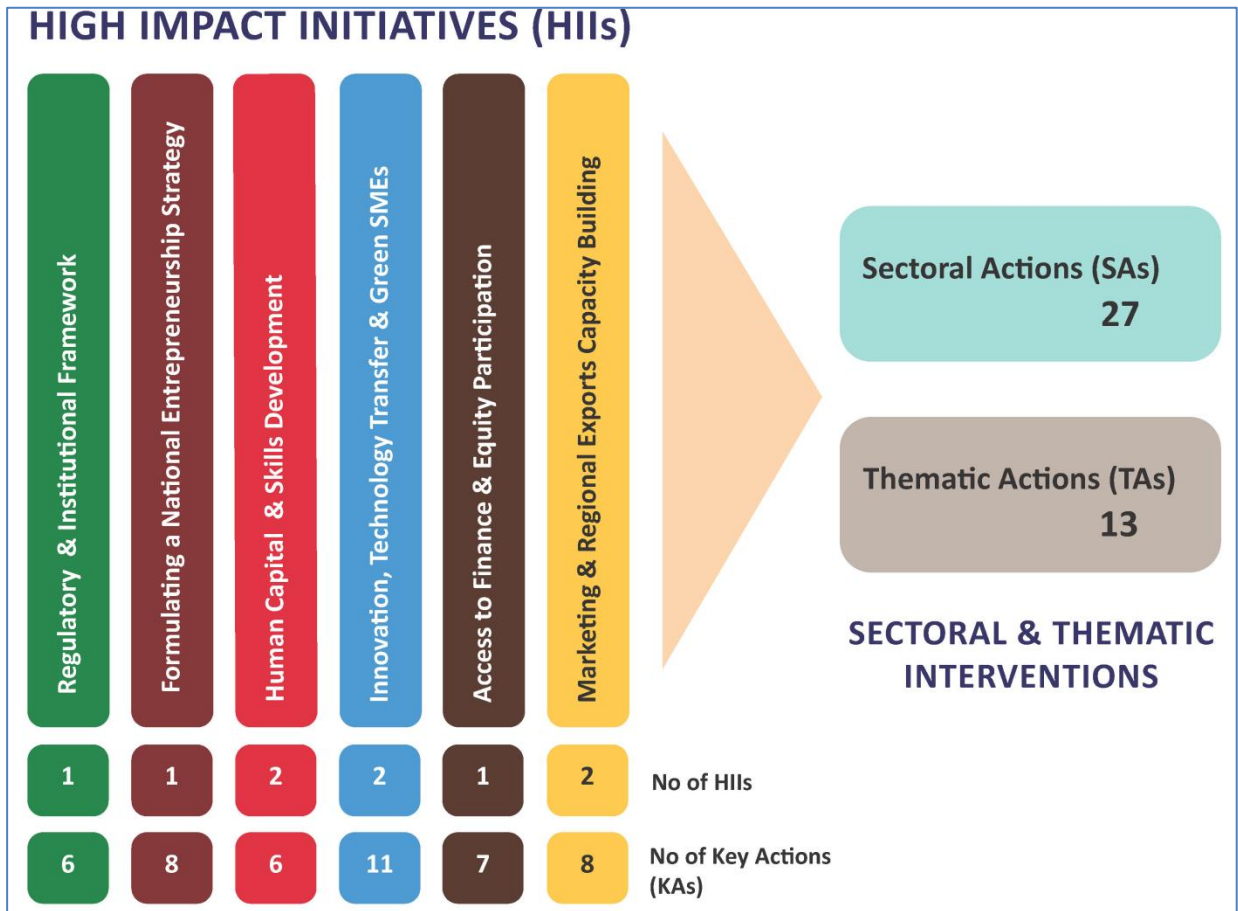 HIGH IMPACT INITIATIVES (HIIs)
Regulatory & Institutional Framework
Formulating a National Entrepreneurship Strategy
Human Capital & Skills Development
Innovation, Technology Transfer & Green SMEs
Access to Finance & Equity Participation
Marketing & Regional Exports Capacity Building
1 1 2 2 1 2 No of HIIs
6 8 6 11 7 8 No of Key Actions
(KAs)
Sectoral Actions (SAs)
27
Thematic Actions (TAs)
13
SECTORAL & THEMATIC
INTERVENTIONS